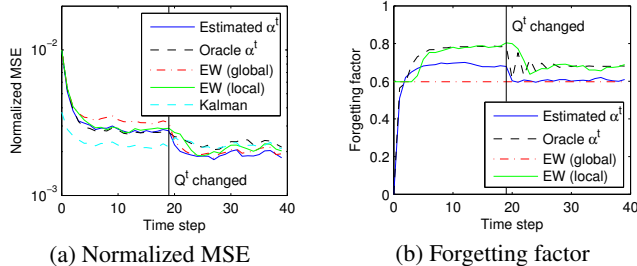 Normalized MSE
10^-2
10^-3
0
10
20
30
40
Time step
Estimated α^t
Oracle α^t
EW (global)
EW (local)
Kalman
Q^t changed
(a) Normalized MSE
Forgetting factor
1
0.8
0.6
0.4
0.2
0
0
10
20
30
40
Time step
Q^t changed
Estimated α^t
Oracle α^t
EW (global)
EW (local)
(b) Forgetting factor